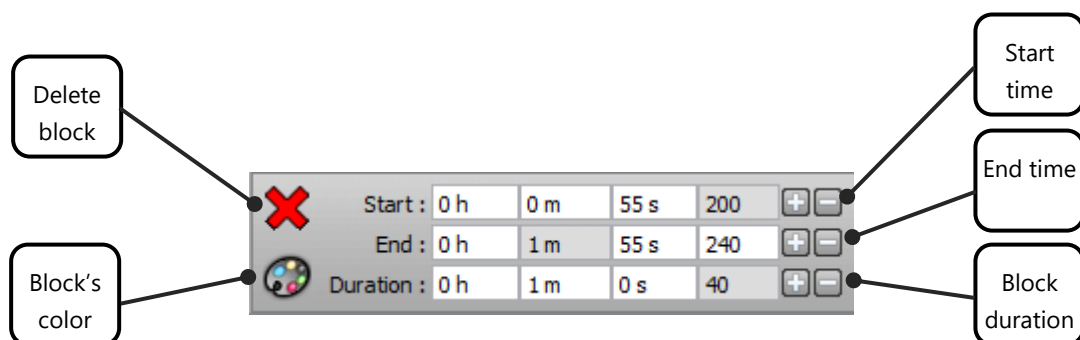 Start
time
Delete
block
End time
Start : 0 h 0 m 55 s 200
End : 0 h 1 m 55 s 240
Duration : 0 h 1 m 0 s 40
Block's
color
Block
duration